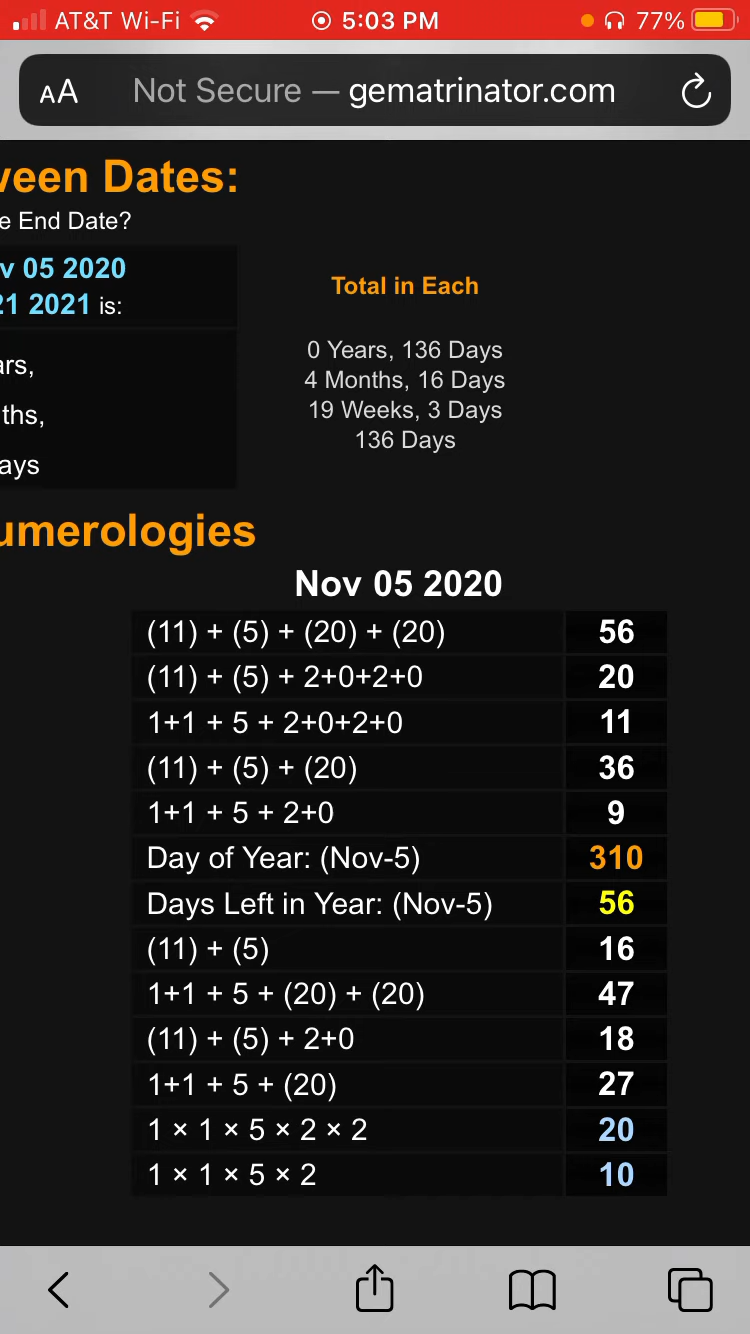 AT&T Wi-Fi 5:03 PM 77%
AA Not Secure — gematrinator.com
veen Dates:
e End Date?
v 05 2020
21 2021 is:
ars,
ths,
ays
Total in Each
0 Years, 136 Days
4 Months, 16 Days
19 Weeks, 3 Days
136 Days
umerologies
Nov 05 2020
(11) + (5) + (20) + (20) 56
(11) + (5) + 2+0+2+0 20
1+1 + 5 + 2+0+2+0 11
(11) + (5) + (20) 36
1+1 + 5 + 2+0 9
Day of Year: (Nov-5) 310
Days Left in Year: (Nov-5) 56
(11) + (5) 16
1+1 + 5 + (20) + (20) 47
(11) + (5) + 2+0 18
1+1 + 5 + (20) 27
1 × 1 × 5 × 2 × 2 20
1 × 1 × 5 × 2 10